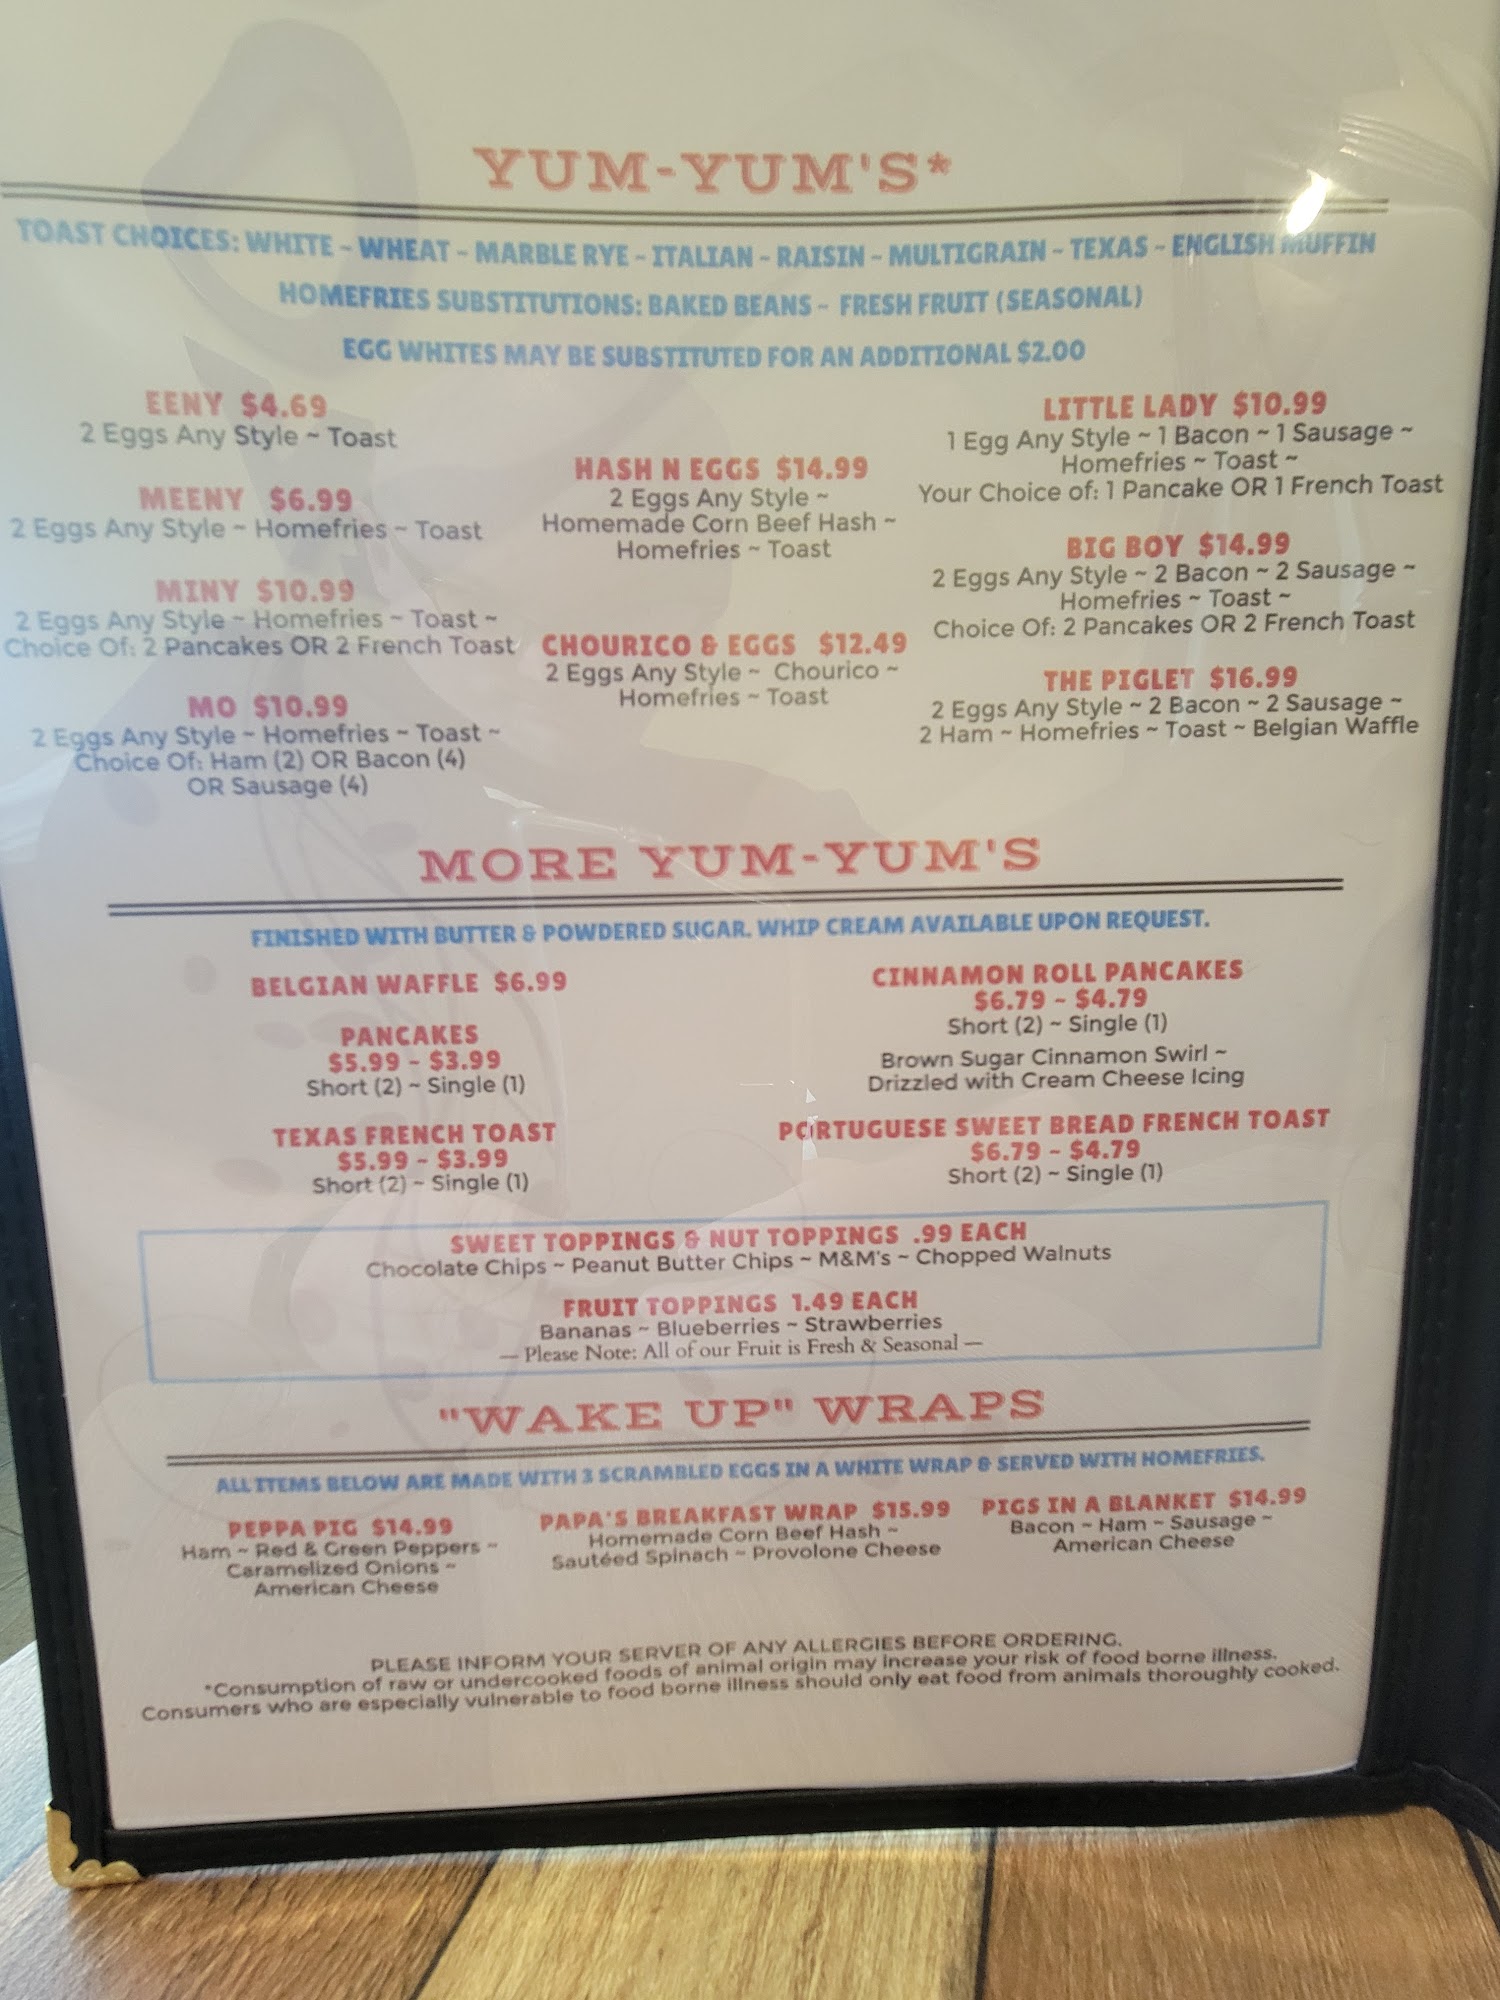 YUM-YUM'S*
TOAST CHOICES: WHITE ~ WHEAT ~ MARBLE RYE ~ ITALIAN ~ RAISIN ~ MULTIGRAIN ~ TEXAS ~ ENGLISH MUFFIN
HOMEFRIES SUBSTITUTIONS: BAKED BEANS ~ FRESH FRUIT (SEASONAL)
EGG WHITES MAY BE SUBSTITUTED FOR AN ADDITIONAL $2.00
EENY $4.69
2 Eggs Any Style ~ Toast
MEENY $6.99
2 Eggs Any Style ~ Homefries ~ Toast
MINY $10.99
2 Eggs Any Style ~ Homefries ~ Toast ~
Choice Of: 2 Pancakes OR 2 French Toast
MO $10.99
2 Eggs Any Style ~ Homefries ~ Toast ~
Choice Of: Ham (2) OR Bacon (4)
OR Sausage (4)
HASH N EGGS $14.99
2 Eggs Any Style ~
Homemade Corn Beef Hash ~
Homefries ~ Toast
CHOURICO & EGGS $12.49
2 Eggs Any Style ~ Chourico ~
Homefries ~ Toast
LITTLE LADY $10.99
1 Egg Any Style ~ 1 Bacon ~ 1 Sausage ~
Homefries ~ Toast ~
Your Choice of: 1 Pancake OR 1 French Toast
BIG BOY $14.99
2 Eggs Any Style ~ 2 Bacon ~ 2 Sausage ~
Homefries ~ Toast ~
Choice Of: 2 Pancakes OR 2 French Toast
THE PIGLET $16.99
2 Eggs Any Style ~ 2 Bacon ~ 2 Sausage ~
2 Ham ~ Homefries ~ Toast ~ Belgian Waffle
MORE YUM-YUM'S
FINISHED WITH BUTTER & POWDERED SUGAR. WHIP CREAM AVAILABLE UPON REQUEST.
BELGIAN WAFFLE $6.99
PANCAKES
$5.99 ~ $3.99
Short (2) ~ Single (1)
TEXAS FRENCH TOAST
$5.99 ~ $3.99
Short (2) ~ Single (1)
CINNAMON ROLL PANCAKES
$6.79 ~ $4.79
Short (2) ~ Single (1)
Brown Sugar Cinnamon Swirl ~
Drizzled with Cream Cheese Icing
PORTUGUESE SWEET BREAD FRENCH TOAST
$6.79 ~ $4.79
Short (2) ~ Single (1)
SWEET TOPPINGS & NUT TOPPINGS .99 EACH
Chocolate Chips ~ Peanut Butter Chips ~ M&M's ~ Chopped Walnuts
FRUIT TOPPINGS 1.49 EACH
Bananas ~ Blueberries ~ Strawberries
— Please Note: All of our Fruit is Fresh & Seasonal —
"WAKE UP" WRAPS
ALL ITEMS BELOW ARE MADE WITH 3 SCRAMBLED EGGS IN A WHITE WRAP & SERVED WITH HOMEFRIES.
PEPPA PIG $14.99
Ham ~ Red & Green Peppers ~
Caramelized Onions ~
American Cheese
PAPA'S BREAKFAST WRAP $15.99
Homemade Corn Beef Hash ~
Sautéed Spinach ~ Provolone Cheese
PIGS IN A BLANKET $14.99
Bacon ~ Ham ~ Sausage ~
American Cheese
PLEASE INFORM YOUR SERVER OF ANY ALLERGIES BEFORE ORDERING.
*Consumption of raw or undercooked foods of animal origin may increase your risk of food borne illness.
Consumers who are especially vulnerable to food borne illness should only eat food from animals thoroughly cooked.